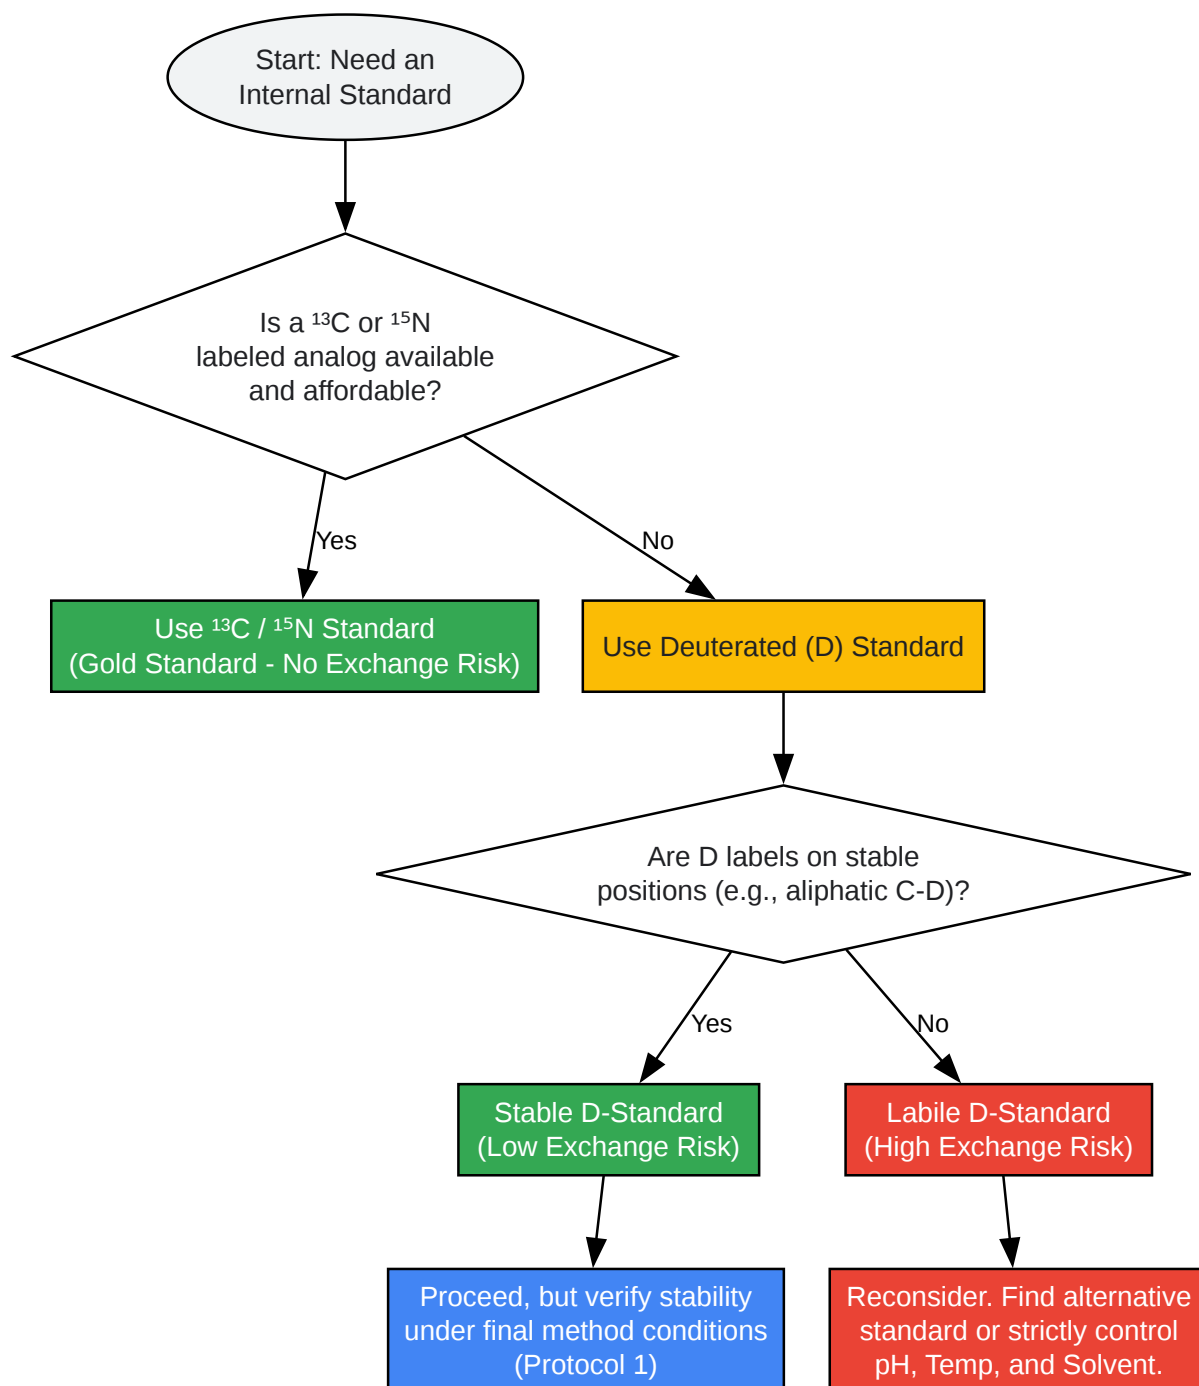 Start: Need an
Internal Standard
Is a ¹³C or ¹⁵N
labeled analog available
and affordable?
Yes
No
Use ¹³C / ¹⁵N Standard
(Gold Standard - No Exchange Risk)
Use Deuterated (D) Standard
Are D labels on stable
positions (e.g., aliphatic C-D)?
Yes
No
Stable D-Standard
(Low Exchange Risk)
Labile D-Standard
(High Exchange Risk)
Proceed, but verify stability
under final method conditions
(Protocol 1)
Reconsider. Find alternative
standard or strictly control
pH, Temp, and Solvent.